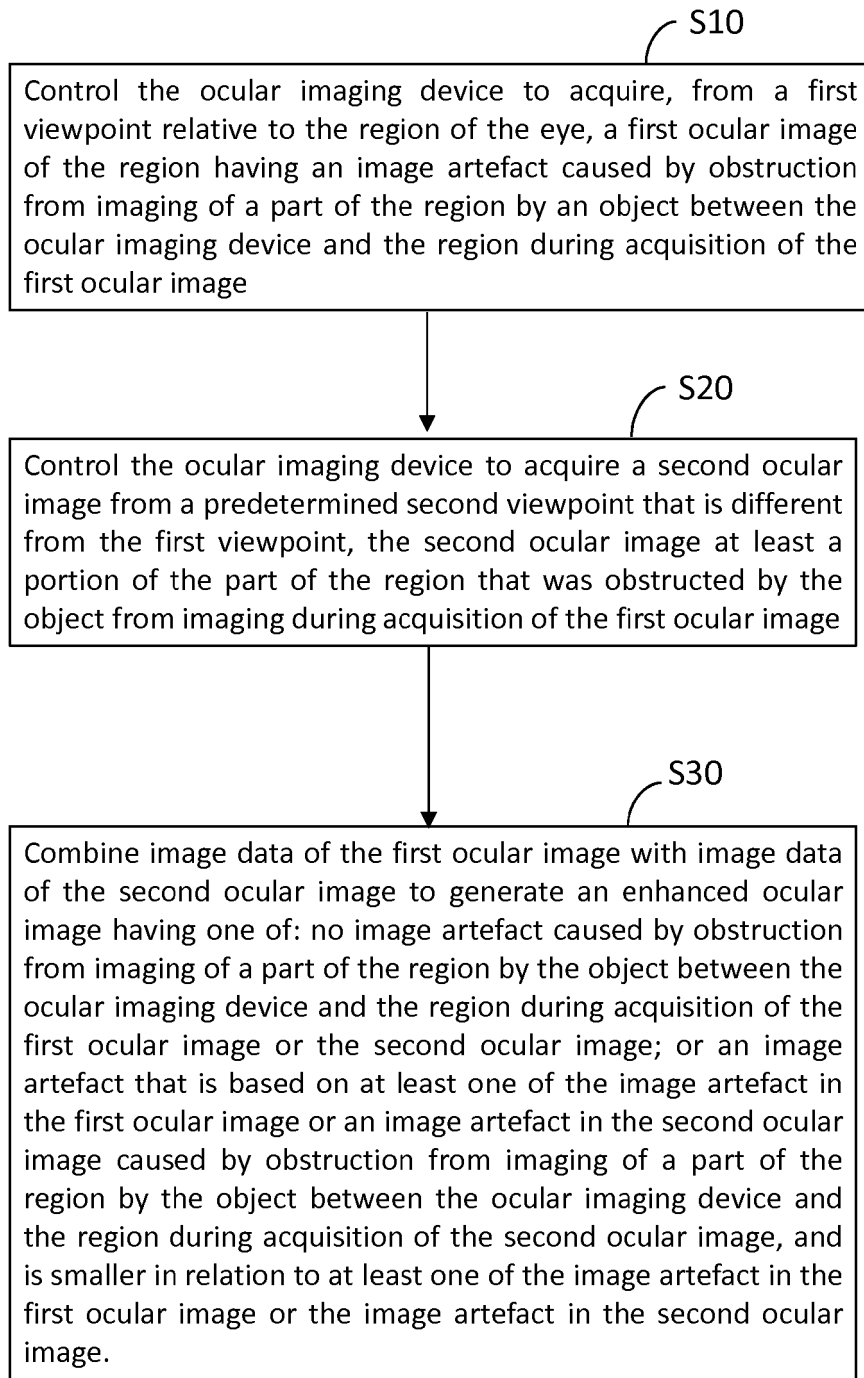 S10
Control the ocular imaging device to acquire, from a first
viewpoint relative to the region of the eye, a first ocular image
of the region having an image artefact caused by obstruction
from imaging of a part of the region by an object between the
ocular imaging device and the region during acquisition of the
first ocular image
S20
Control the ocular imaging device to acquire a second ocular
image from a predetermined second viewpoint that is different
from the first viewpoint, the second ocular image at least a
portion of the part of the region that was obstructed by the
object from imaging during acquisition of the first ocular image
S30
Combine image data of the first ocular image with image data
of the second ocular image to generate an enhanced ocular
image having one of: no image artefact caused by obstruction
from imaging of a part of the region by the object between the
ocular imaging device and the region during acquisition of the
first ocular image or the second ocular image; or an image
artefact that is based on at least one of the image artefact in
the first ocular image or an image artefact in the second ocular
image caused by obstruction from imaging of a part of the
region by the object between the ocular imaging device and
the region during acquisition of the second ocular image, and
is smaller in relation to at least one of the image artefact in the
first ocular image or the image artefact in the second ocular
image.